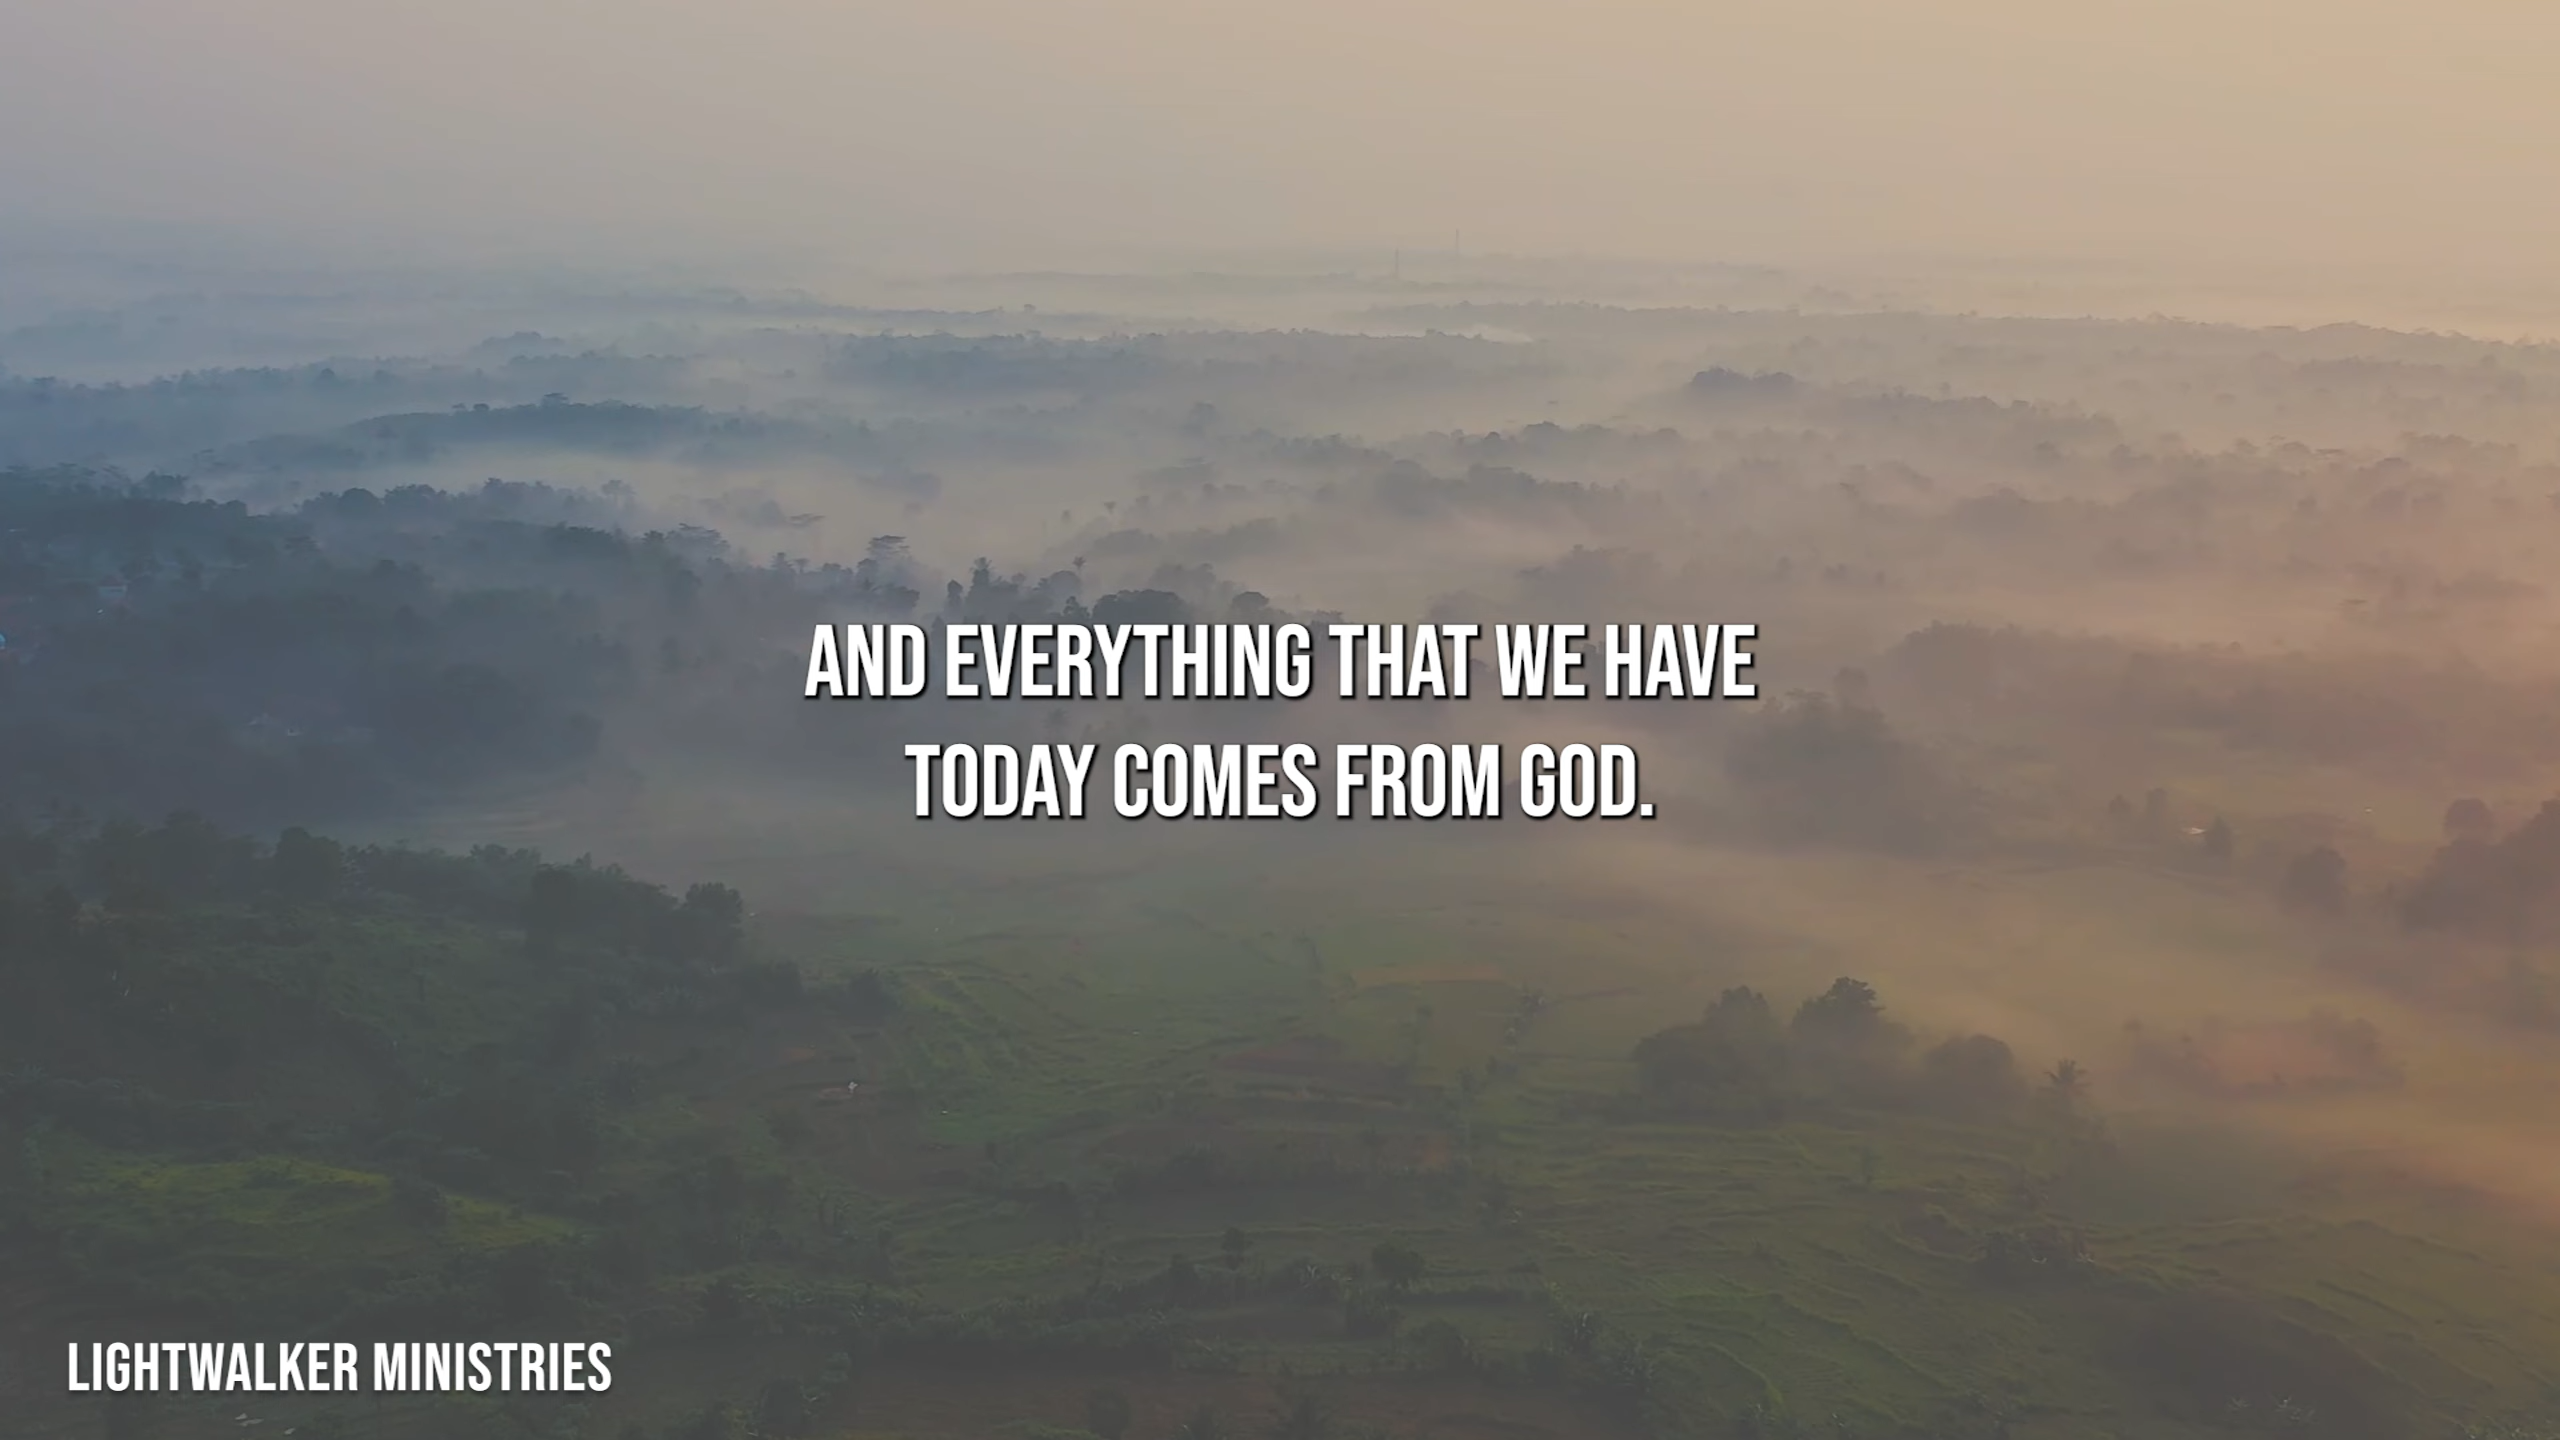 AND EVERYTHING THAT WE HAVE
TODAY COMES FROM GOD.
LIGHTWALKER MINISTRIES